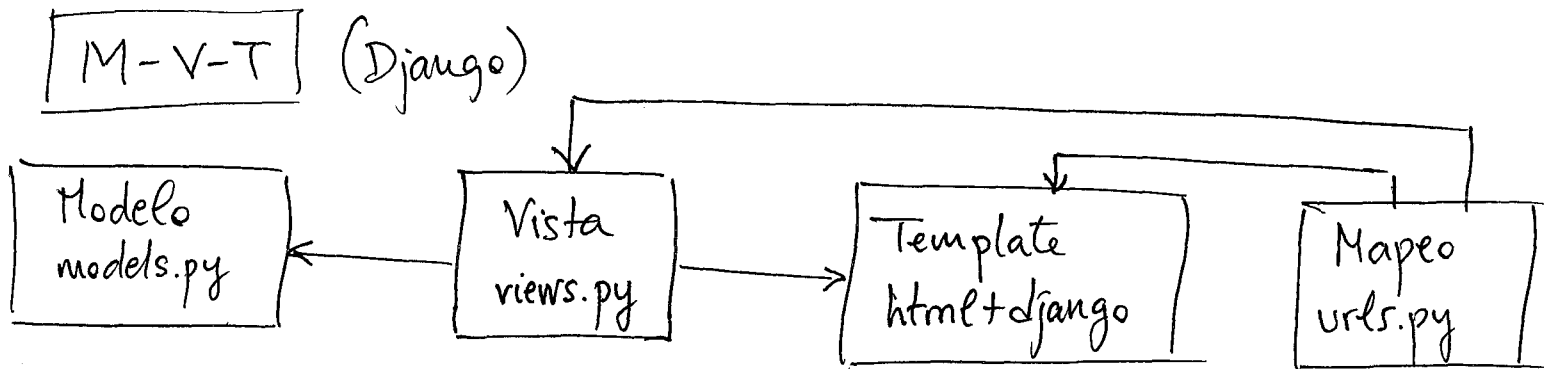 M-V-T (Django)
Modelo
models.py
Vista
views.py
Template
html+django
Mapeo
urls.py